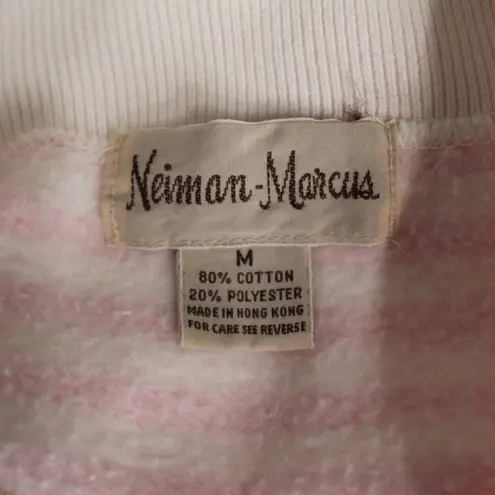 Neiman-Marcus
M
80% COTTON
20% POLYESTER
MADE IN HONG KONG
FOR CARE SEE REVERSE